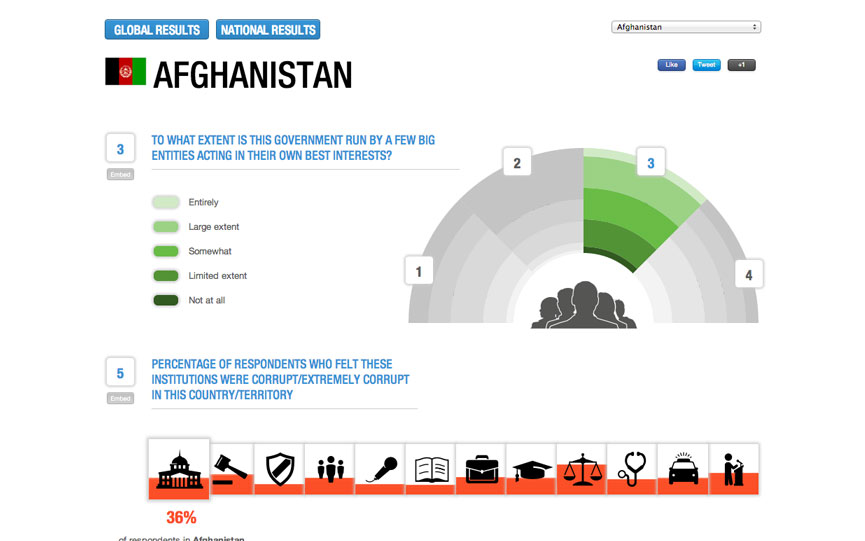 GLOBAL RESULTS
NATIONAL RESULTS
Afghanistan
AFGHANISTAN
Like
Tweet
+1
3
Embed
TO WHAT EXTENT IS THIS GOVERNMENT RUN BY A FEW BIG
ENTITIES ACTING IN THEIR OWN BEST INTERESTS?
Entirely
Large extent
Somewhat
Limited extent
Not at all
1
2
3
4
5
Embed
PERCENTAGE OF RESPONDENTS WHO FELT THESE
INSTITUTIONS WERE CORRUPT/EXTREMELY CORRUPT
IN THIS COUNTRY/TERRITORY
36%
of respondents in Afghanistan